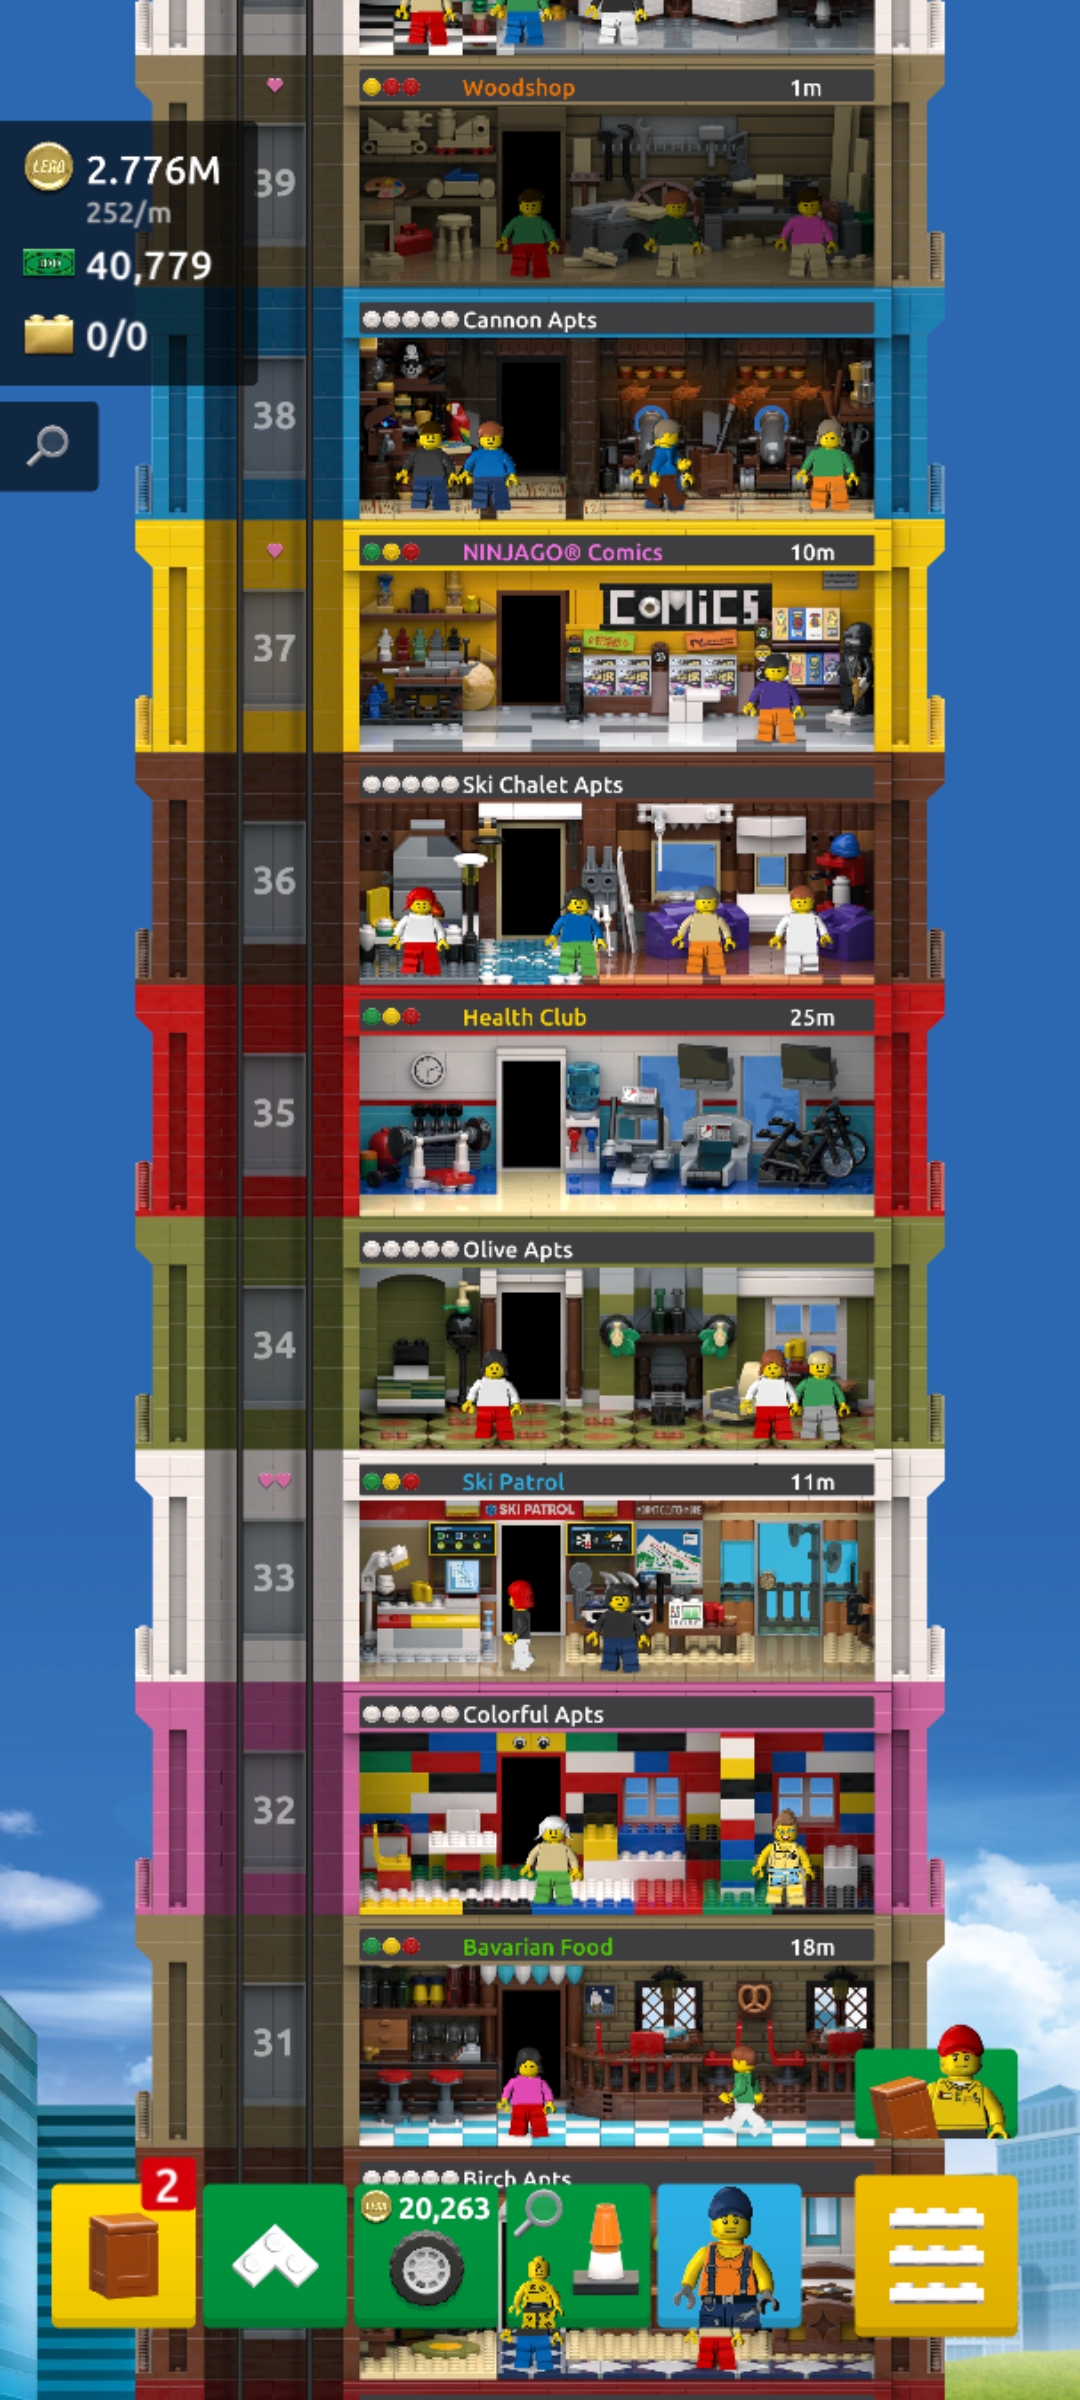 Woodshop 1m
39
LEGO 2.776M
252/m
40,779
0/0
Cannon Apts
38
NINJAGO® Comics 10m
COMiCS
37
Ski Chalet Apts
36
Health Club 25m
35
Olive Apts
34
Ski Patrol 11m
SKI PATROL
33
Colorful Apts
32
Bavarian Food 18m
31
Birch Apts
2
20,263